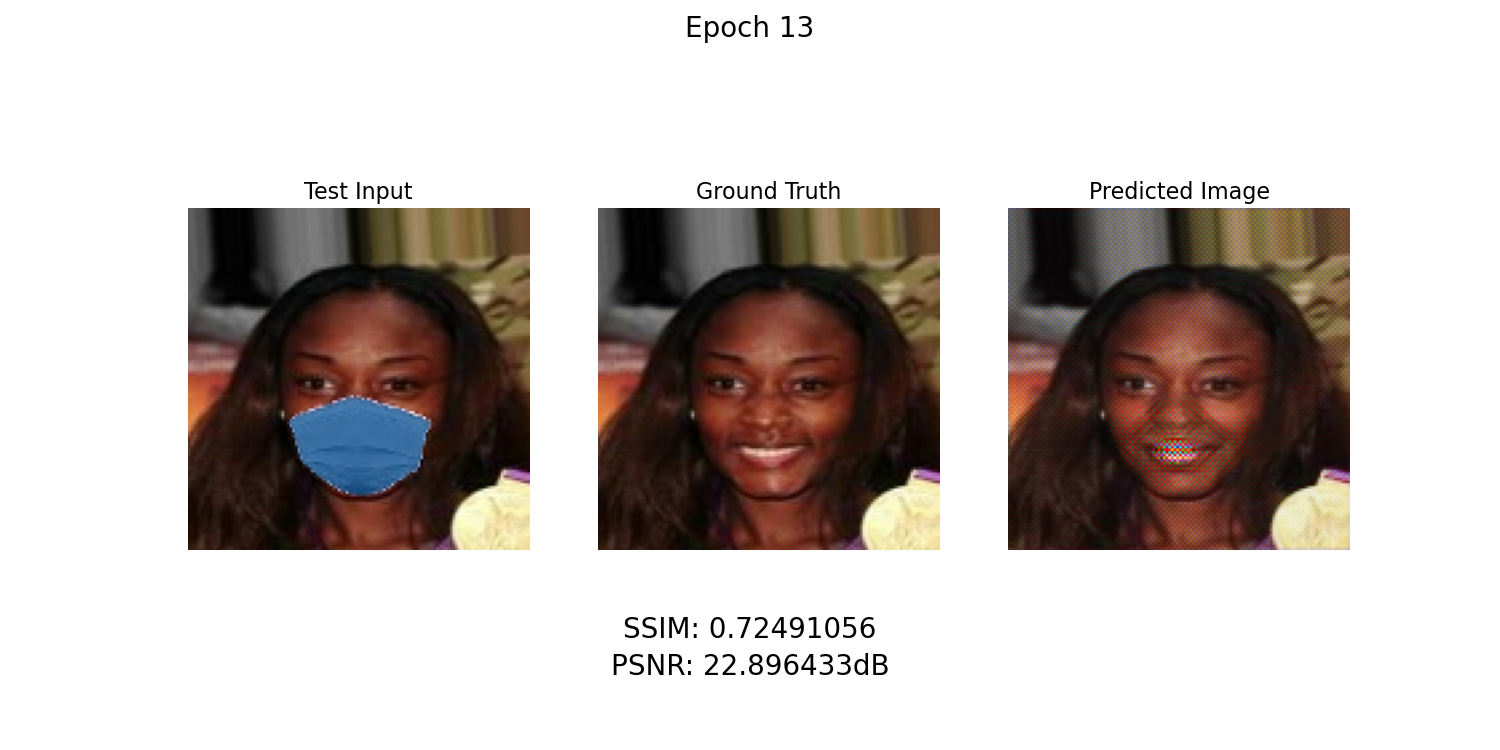 Epoch 13
Test Input
Ground Truth
Predicted Image
SSIM: 0.72491056
PSNR: 22.896433dB